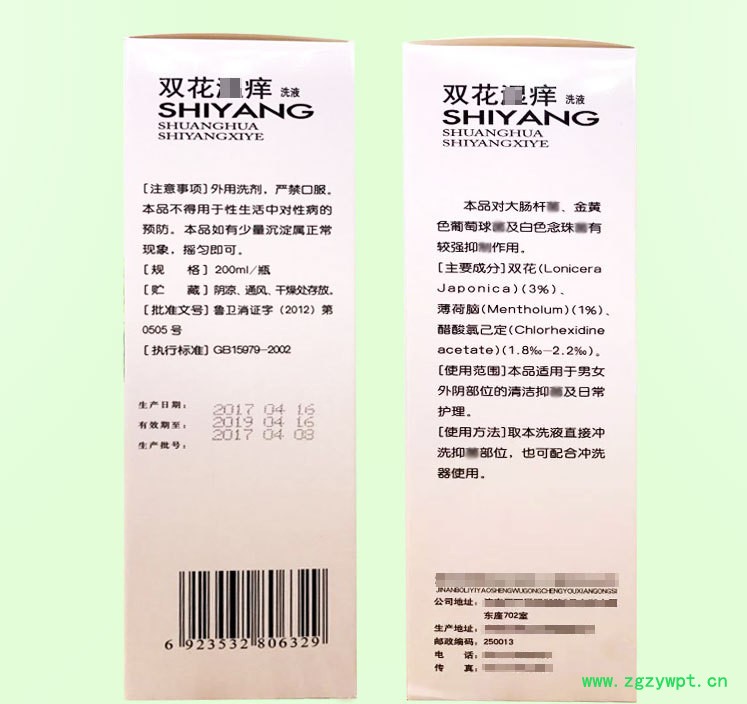 双花 痒 洗液
SHIYANG
SHUANGHUA
SHIYANGXIYE
[注意事项]外用洗剂，严禁口服。
本品不得用于性生活中对性病的
预防。本品如有少量沉淀属正常
现象，摇匀即可。
[规 格]200ml/瓶
[贮 藏]阴凉、通风、干燥处存放。
[批准文号]鲁卫消证字（2012）第
0505号
[执行标准]GB15979-2002
生产日期： 2017 04 16
有效期至： 2019 04 16
生产批号： 2017 04 08
6 923532 806329
双花 痒 洗液
SHIYANG
SHUANGHUA
SHIYANGXIYE
本品对大肠杆 、金黄
色葡萄球 及白色念珠 有
较强抑 作用。
[主要成分]双花(Lonicera
Japonica)(3%)、
薄荷脑(Mentholum)(1%)、
醋酸氯己定(Chlorhexidine
acetate)(1.8‰-2.2‰)。
[使用范围]本品适用于男女
外阴部位的清洁抑 及日常
护理。
[使用方法]取本洗液直接冲
洗抑 部位，也可配合冲洗
器使用。
JINANBOLIYIYAOSHENGWUGONGCHENGYOUXIANGONGSI
公司地址：
东座702室
生产地址：
邮政编码：250013
电 话：
传 真：
www.zgzywpt.cn